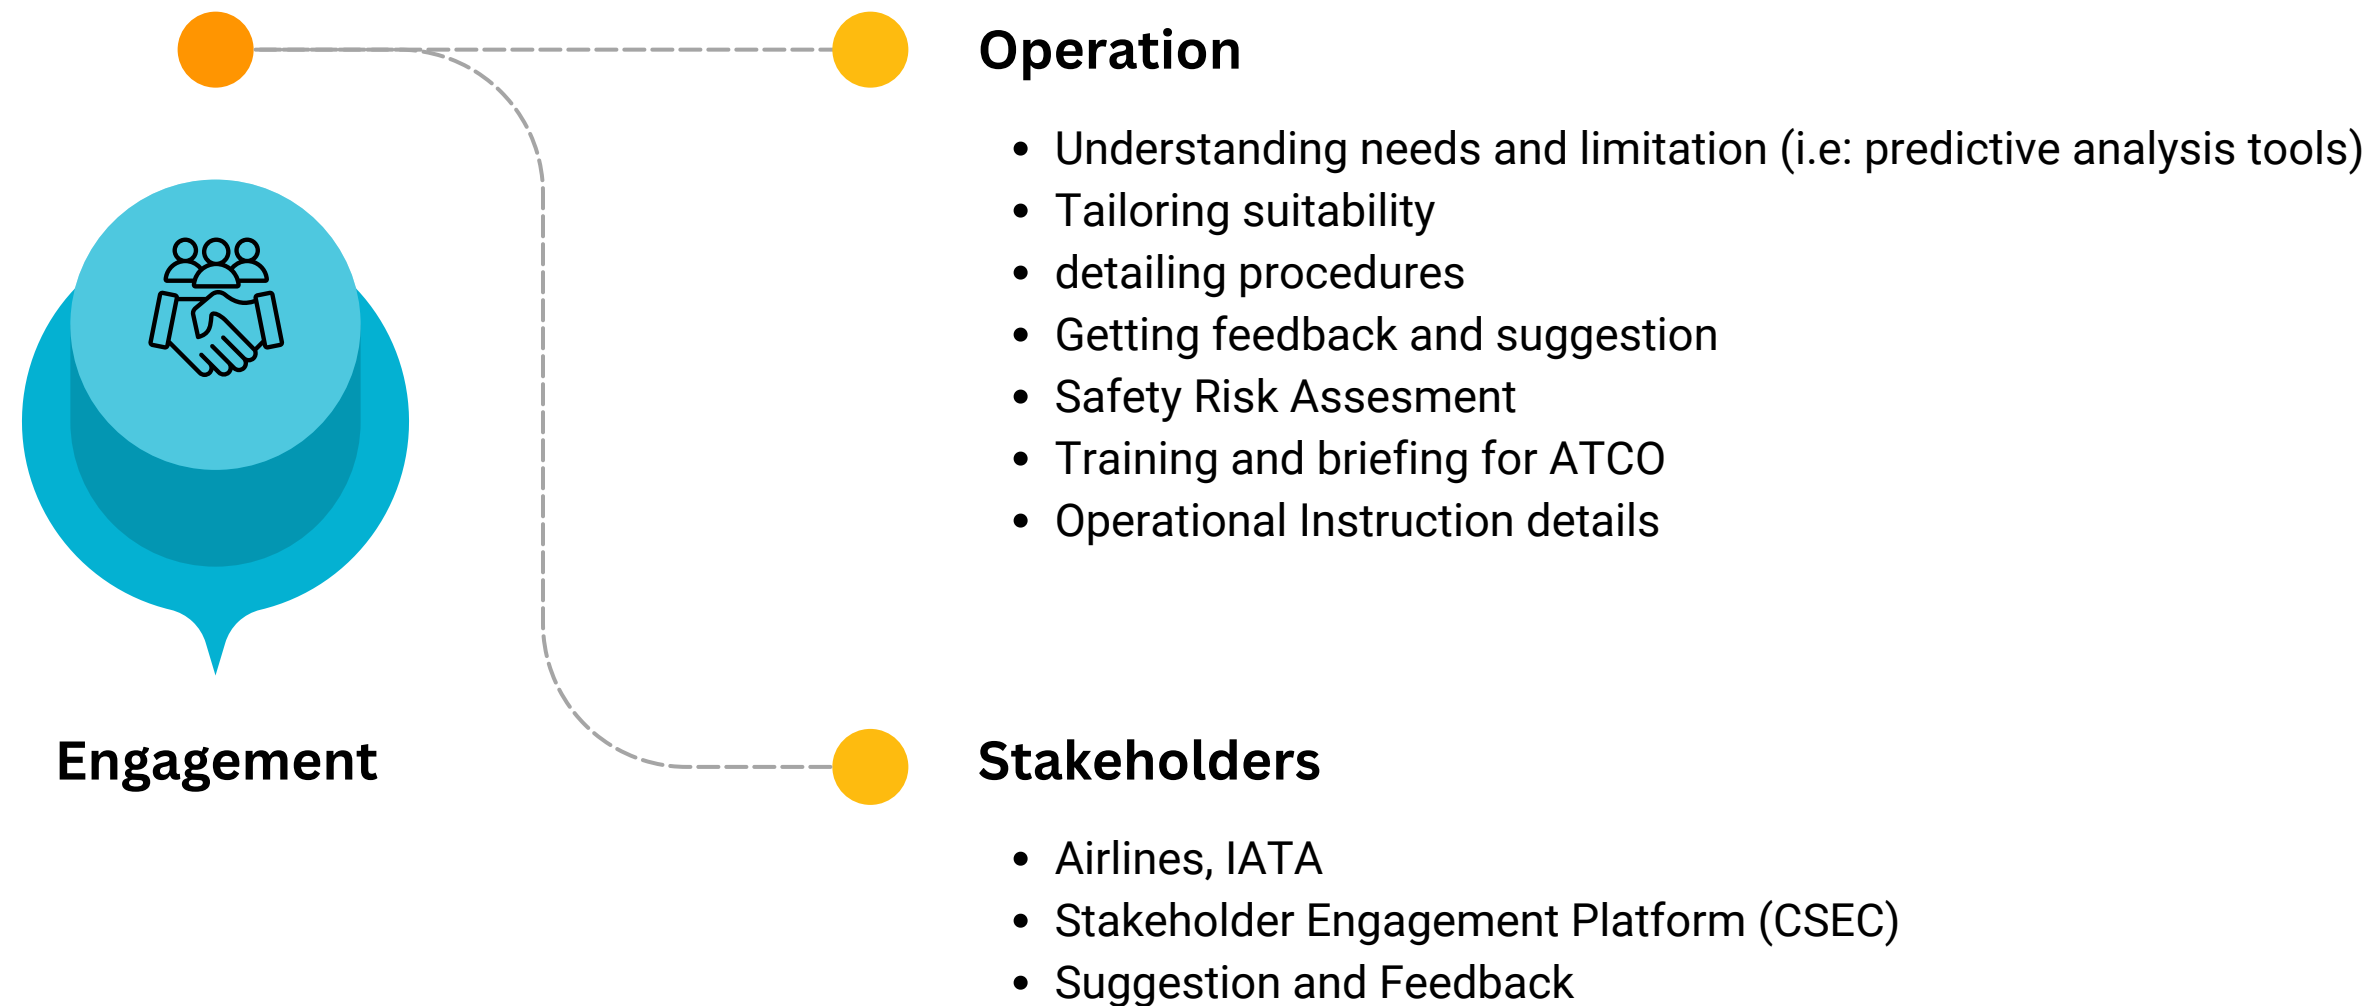 Operation
• Understanding needs and limitation (i.e: predictive analysis tools)
• Tailoring suitability
• detailing procedures
• Getting feedback and suggestion
• Safety Risk Assesment
• Training and briefing for ATCO
• Operational Instruction details
Engagement
Stakeholders
• Airlines, IATA
• Stakeholder Engagement Platform (CSEC)
• Suggestion and Feedback